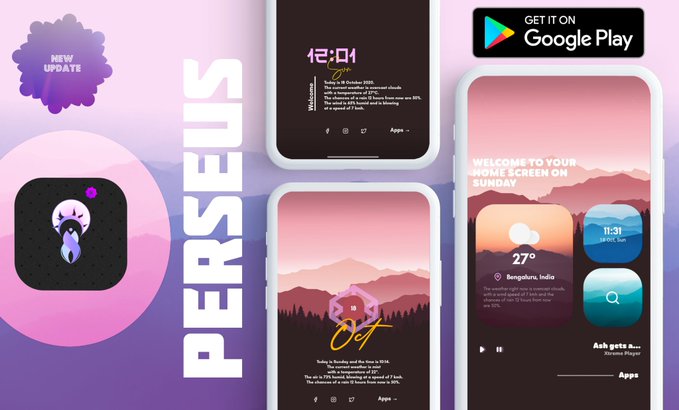 NEW
UPDATE
PERSEUS
12:01
Sun
Welcome
Today is 18 October 2020.
The current weather is overcast clouds
with a temperature of 27°C.
The chances of a rain 12 hours from now are 50%.
The wind is 65% humid and is blowing
at a speed of 7 kmh.
Apps →
18
Oct
Today is Sunday and the time is 10:14.
The current weather is mist
with a temperature of 22°.
The air is 73% humid, blowing at a speed of 7 kmh.
The chances of a rain 12 hours from now is 50%.
Apps →
GET IT ON
Google Play
WELCOME TO YOUR
HOME SCREEN ON
SUNDAY
27°
Bengaluru, India
The weather right now is overcast clouds,
with a wind speed of 7 kmh and the
chances of rain 12 hours from now
are 50%.
11:31
18 Oct, Sun
Ash gets a...
Xtreme Player
Apps